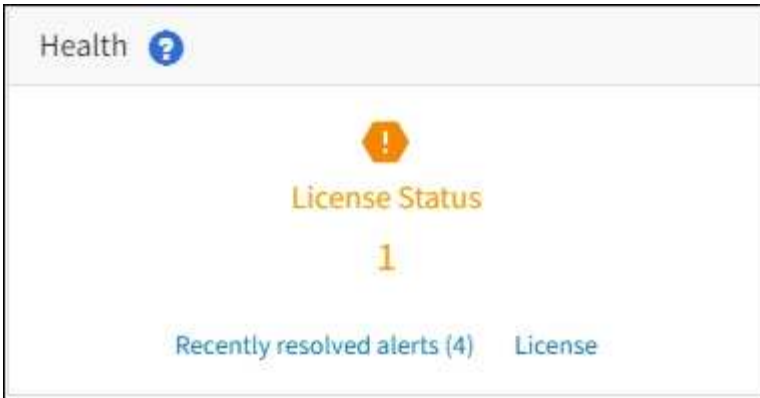 Health ?
!
License Status
1
Recently resolved alerts (4) License